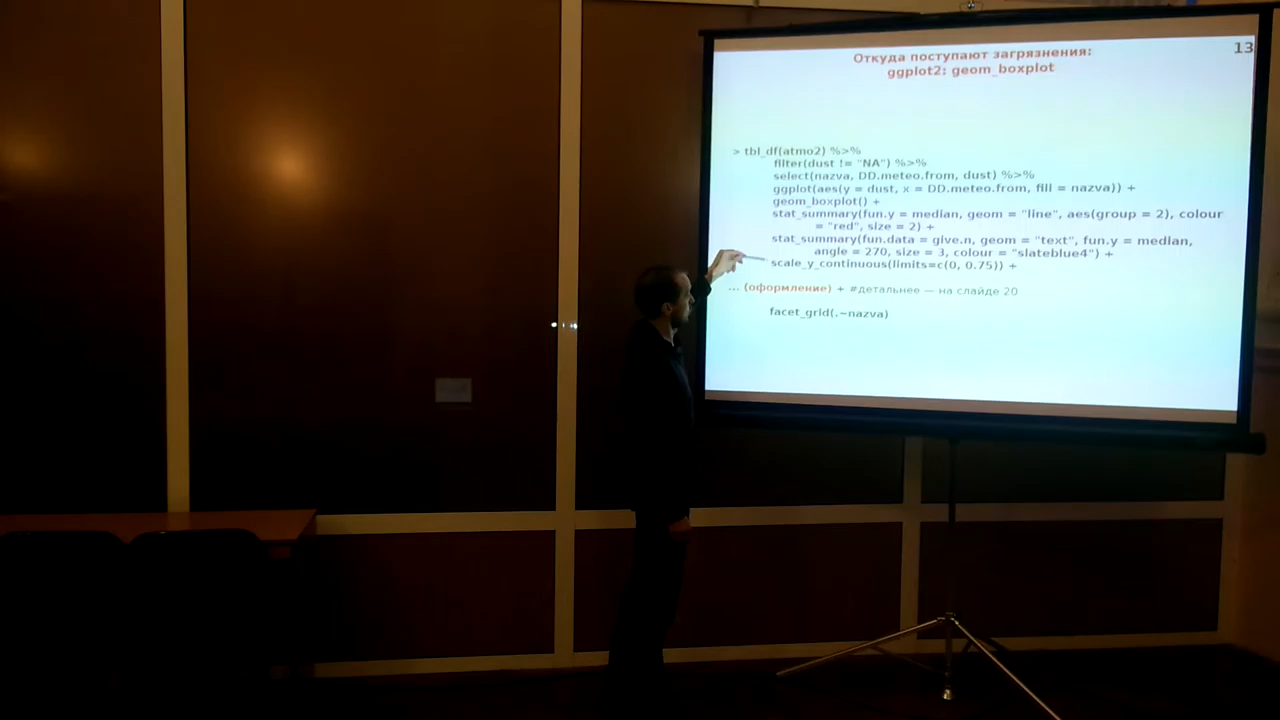 13
Откуда поступают загрязнения:
ggplot2: geom_boxplot
> tbl_df(atmo2) %>%
filter(dust != "NA") %>%
select(nazva, DD.meteo.from, dust) %>%
ggplot(aes(y = dust, x = DD.meteo.from, fill = nazva)) +
geom_boxplot() +
stat_summary(fun.y = median, geom = "line", aes(group = 2), colour
= "red", size = 2) +
stat_summary(fun.data = give.n, geom = "text", fun.y = median,
angle = 270, size = 3, colour = "slateblue4") +
scale_y_continuous(limits=c(0, 0.75)) +
... (оформление) + #детальнее — на слайде 20
facet_grid(.~nazva)